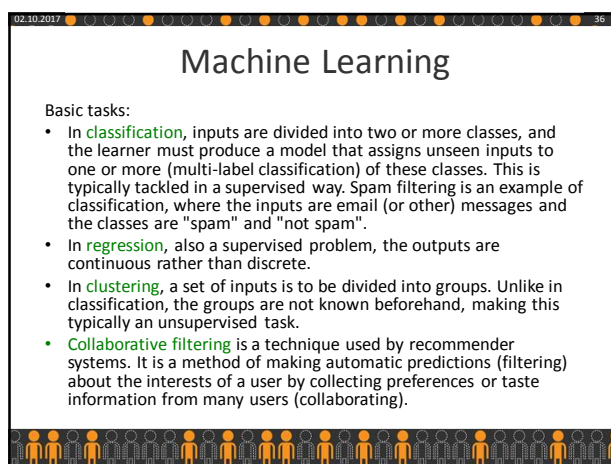 02.10.2017
36
Machine Learning
Basic tasks:
• In classification, inputs are divided into two or more classes, and
the learner must produce a model that assigns unseen inputs to
one or more (multi-label classification) of these classes. This is
typically tackled in a supervised way. Spam filtering is an example of
classification, where the inputs are email (or other) messages and
the classes are "spam" and "not spam".
• In regression, also a supervised problem, the outputs are
continuous rather than discrete.
• In clustering, a set of inputs is to be divided into groups. Unlike in
classification, the groups are not known beforehand, making this
typically an unsupervised task.
• Collaborative filtering is a technique used by recommender
systems. It is a method of making automatic predictions (filtering)
about the interests of a user by collecting preferences or taste
information from many users (collaborating).